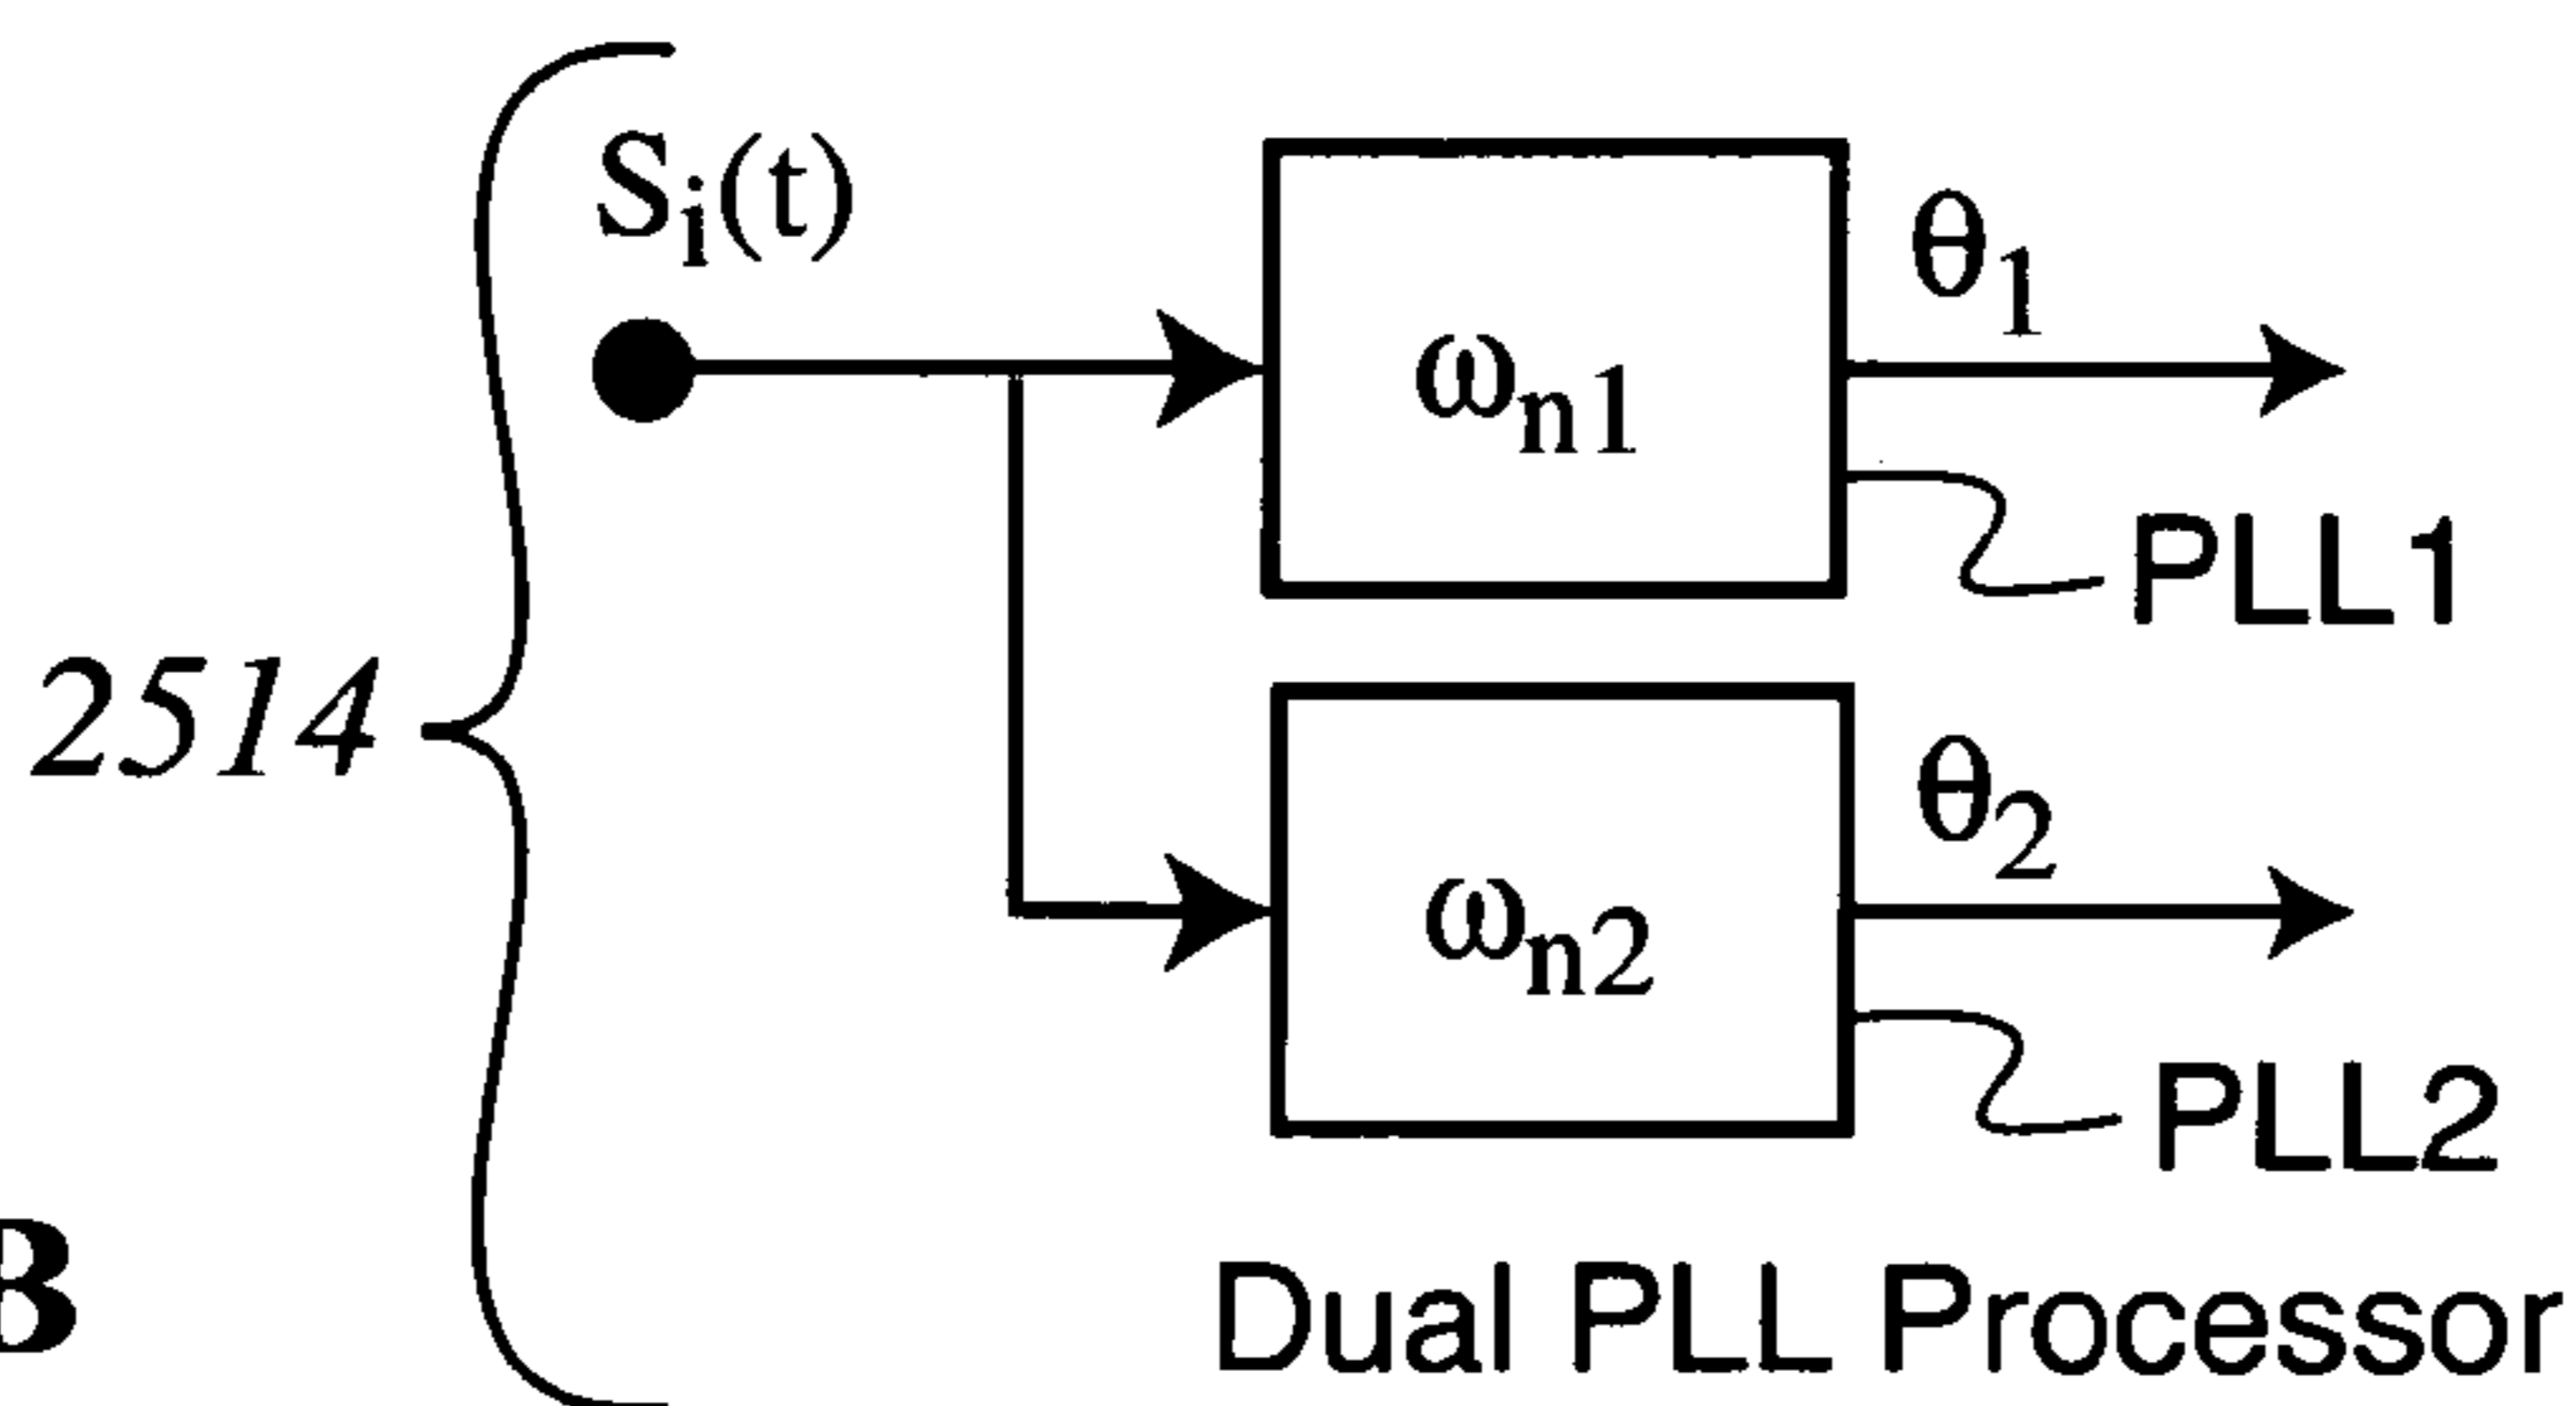 Sᵢ(t)
θ₁
ωₙ₁
PLL1
2514
θ₂
ωₙ₂
PLL2
B
Dual PLL Processor